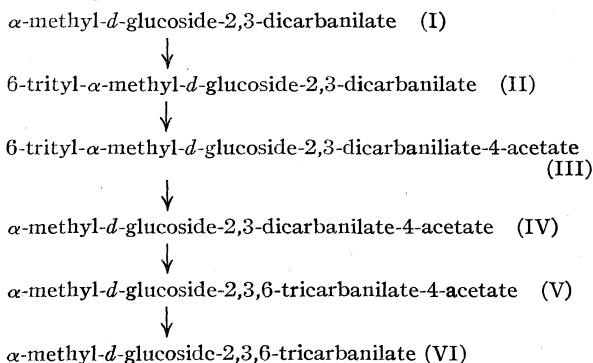 α-methyl-d-glucoside-2,3-dicarbanilate (I)
6-trityl-α-methyl-d-glucoside-2,3-dicarbanilate (II)
6-trityl-α-methyl-d-glucoside-2,3-dicarbaniliate-4-acetate
(III)
α-methyl-d-glucoside-2,3-dicarbanilate-4-acetate (IV)
α-methyl-d-glucoside-2,3,6-tricarbanilate-4-acetate (V)
α-methyl-d-glucoside-2,3,6-tricarbanilate (VI)